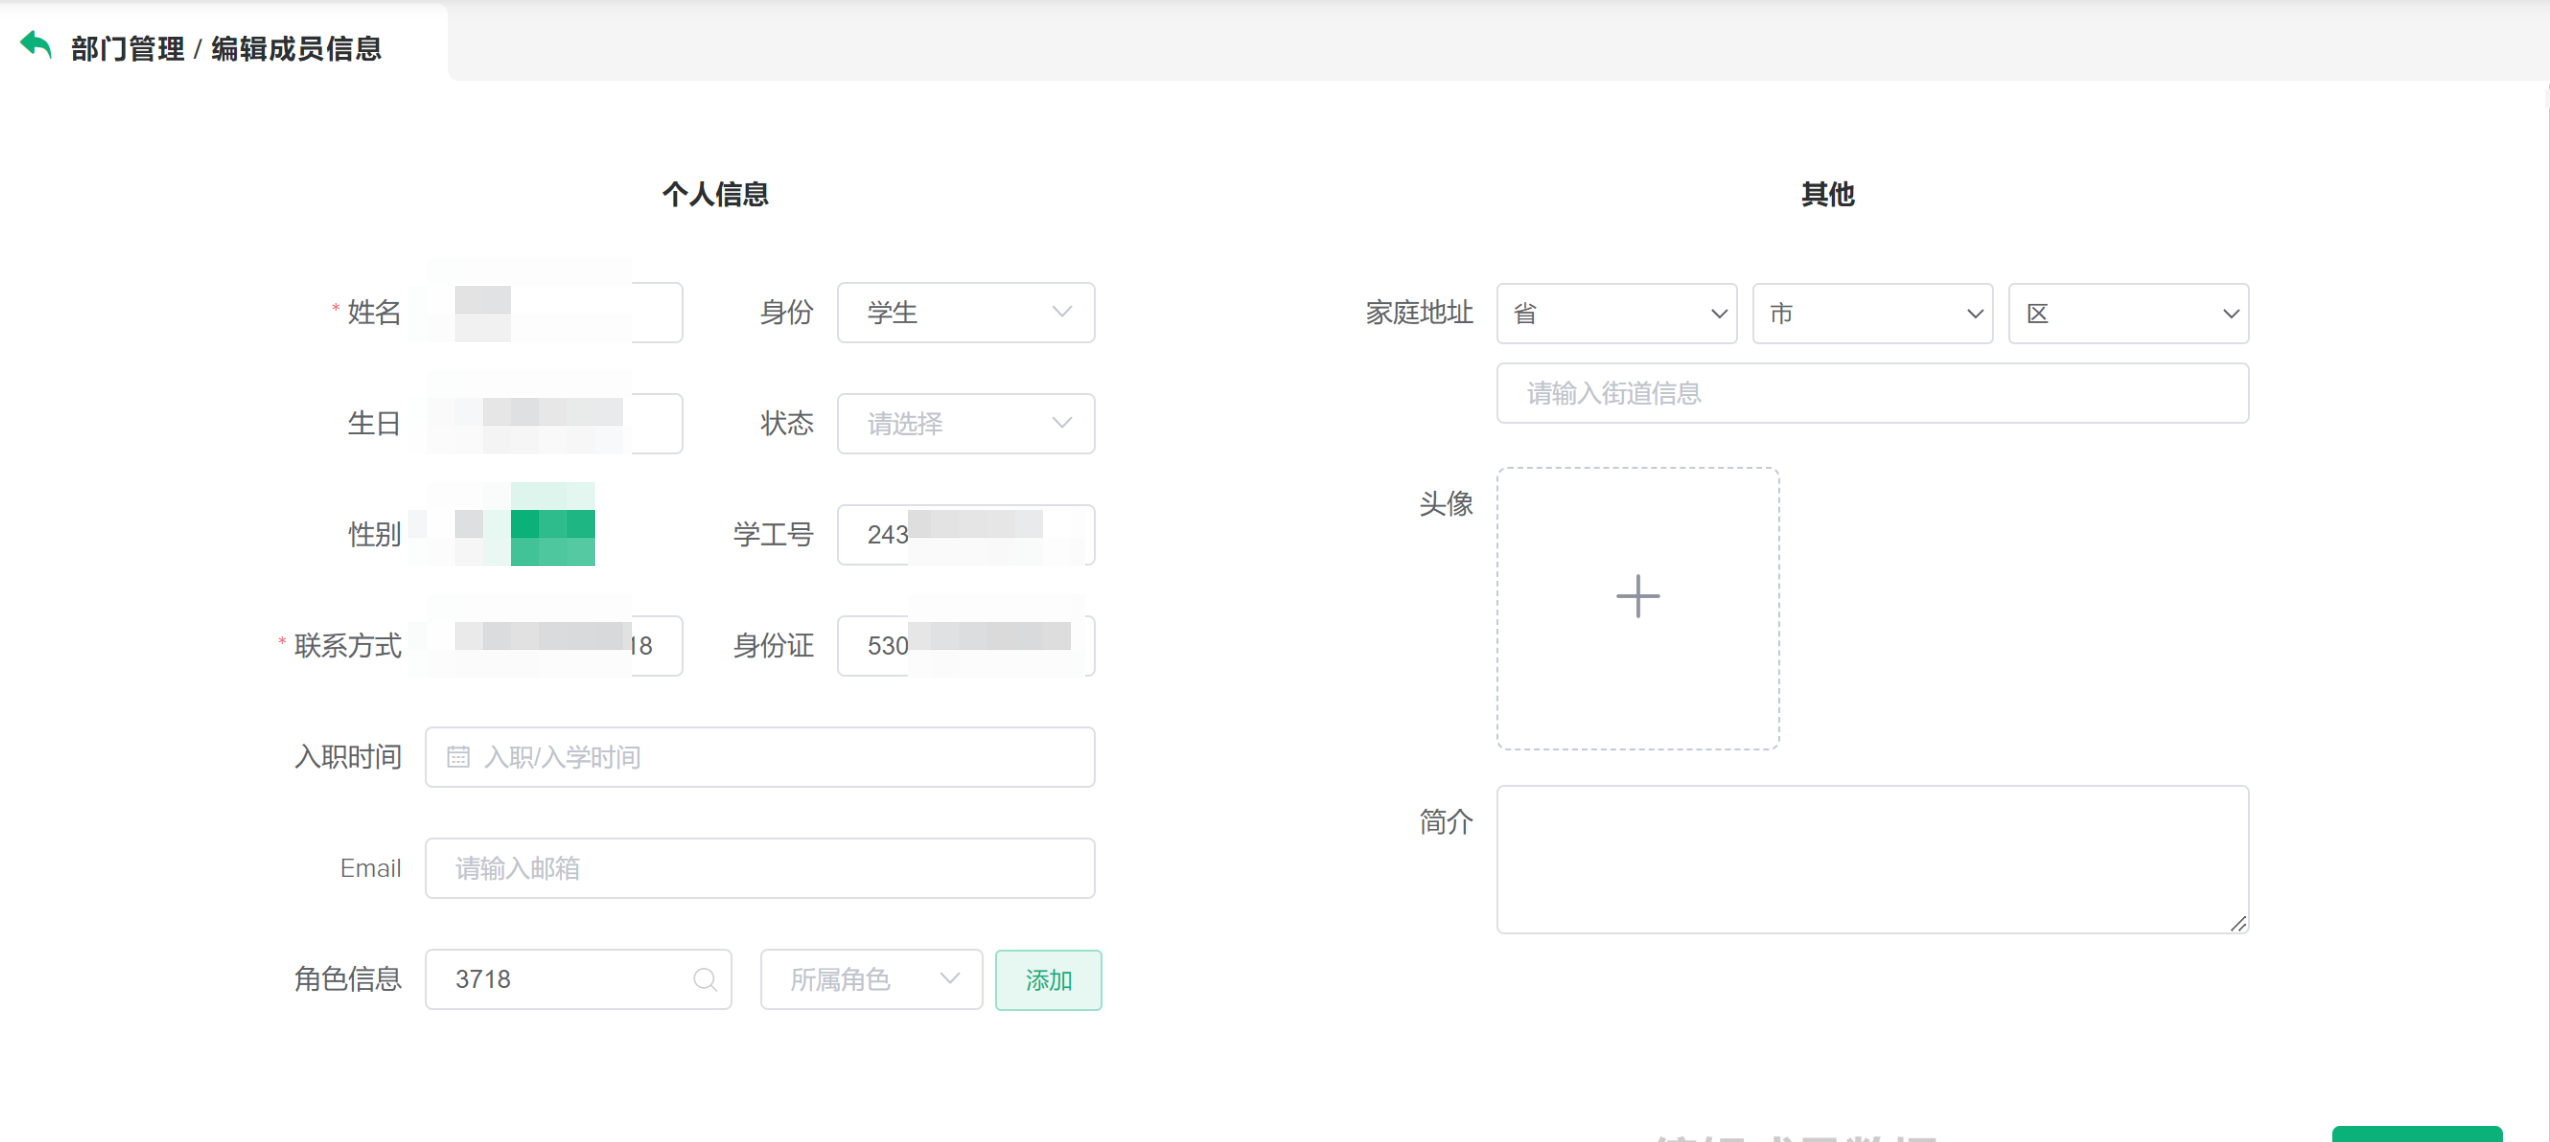 部门管理 / 编辑成员信息
个人信息
* 姓名
身份 学生
生日
状态 请选择
性别
学工号 243
* 联系方式 18
身份证 530
入职时间 入职/入学时间
Email 请输入邮箱
角色信息 3718 所属角色 添加
其他
家庭地址 省 市 区
请输入街道信息
头像
简介